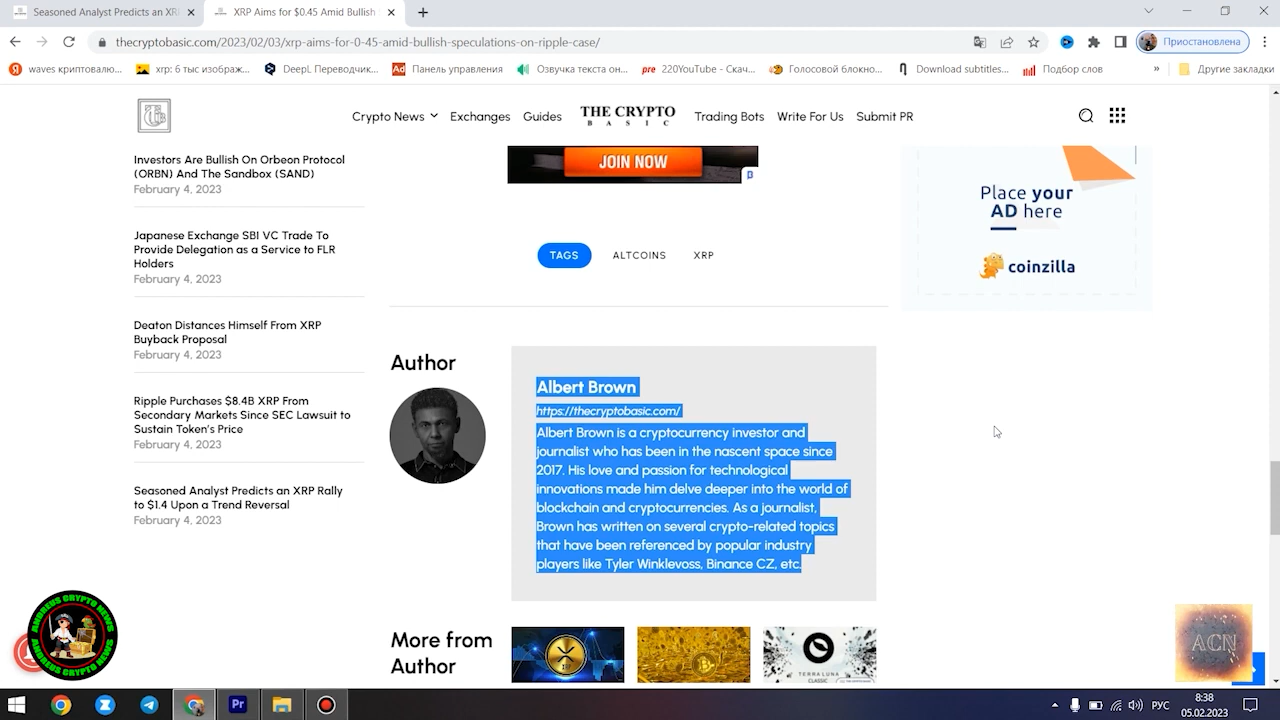 Seasoned Analyst Predicts an XR
XRP Aims for $0.45 Amid Bullish
thecryptobasic.com/2023/02/03/xrp-aims-for-0-45-amid-bullish-speculations-on-ripple-case/
Приостановлена
waves криптовалю...
xrp: 6 тыс изображ...
DeepL Переводчик...
Панель управления
Озвучка текста он...
220YouTube - Скач...
Голосовой блокно...
Download subtitles...
Подбор слов
»
Другие закладки
Crypto News
Exchanges
Guides
THE CRYPTO
BASIC
Trading Bots
Write For Us
Submit PR
Investors Are Bullish On Orbeon Protocol
(ORBN) And The Sandbox (SAND)
February 4, 2023
Japanese Exchange SBI VC Trade To
Provide Delegation as a Service to FLR
Holders
February 4, 2023
Deaton Distances Himself From XRP
Buyback Proposal
February 4, 2023
Ripple Purchases $8.4B XRP From
Secondary Markets Since SEC Lawsuit to
Sustain Token's Price
February 4, 2023
Seasoned Analyst Predicts an XRP Rally
to $1.4 Upon a Trend Reversal
February 4, 2023
JOIN NOW
TAGS
ALTCOINS
XRP
Place your
AD here
coinzilla
Author
Albert Brown
https://thecryptobasic.com/
Albert Brown is a cryptocurrency investor and
journalist who has been in the nascent space since
2017. His love and passion for technological
innovations made him delve deeper into the world of
blockchain and cryptocurrencies. As a journalist,
Brown has written on several crypto-related topics
that have been referenced by popular industry
players like Tyler Winklevoss, Binance CZ, etc.
More from
Author
TERRA LUNA
CLASSIC
ANDREUS CRYPTO NEWS
ANDREUS CRYPTO NEWS
ACN
РУС
8:38
05.02.2023